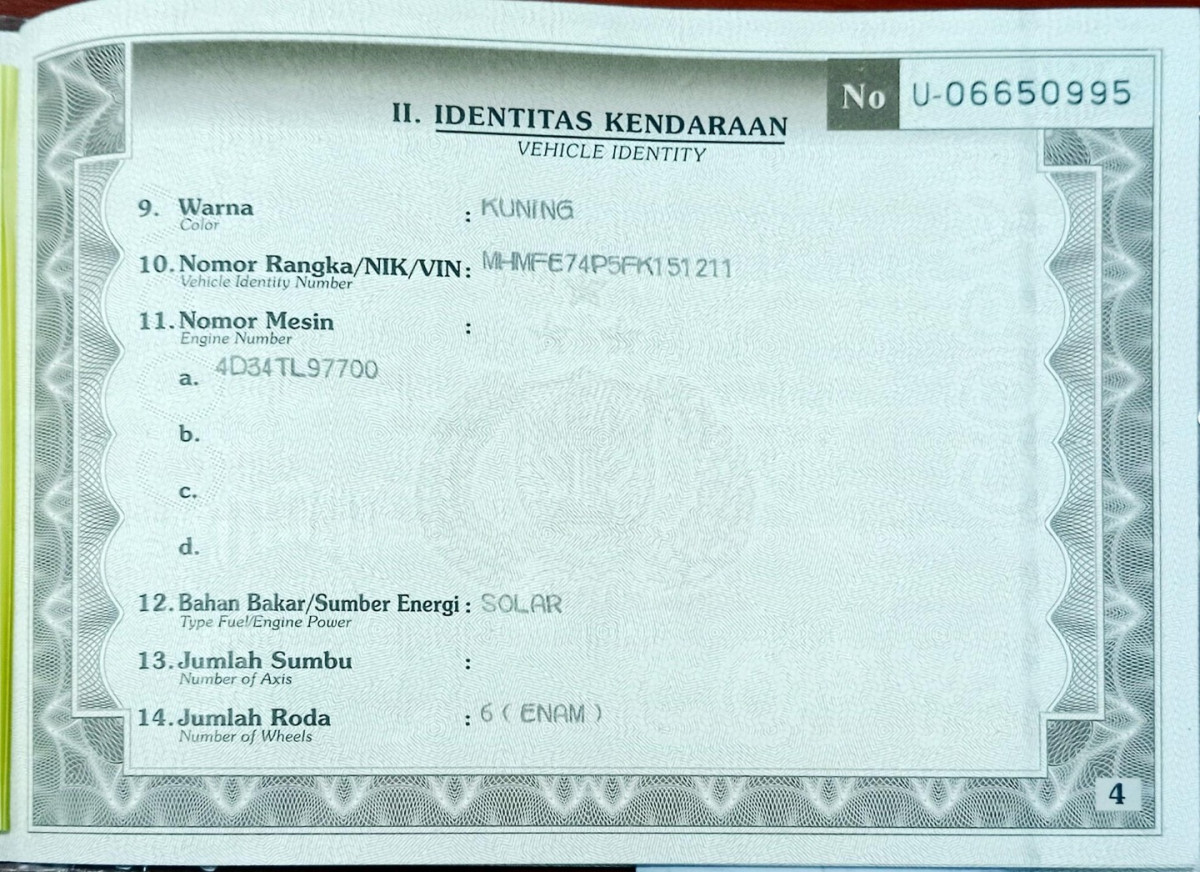 No U-06650995
II. IDENTITAS KENDARAAN
VEHICLE IDENTITY
9. Warna : KUNING
Color
10. Nomor Rangka/NIK/VIN : MHMFE74P5FK151211
Vehicle Identity Number
11. Nomor Mesin :
Engine Number
a. 4D34TL97700
b.
c.
d.
12. Bahan Bakar/Sumber Energi : SOLAR
Type Fuel/Engine Power
13. Jumlah Sumbu :
Number of Axis
14. Jumlah Roda : 6 ( ENAM )
Number of Wheels
4